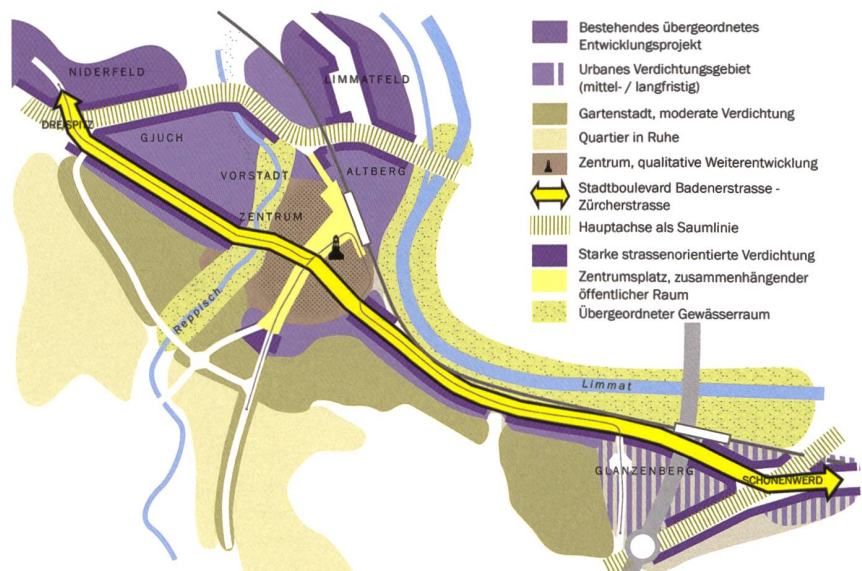 NIDERFELD
LIMMATFELD
DREISPITZ
GJUCH
VORSTADT
ALTBERG
ZENTRUM
Reppisch
Limmat
GLANZENBERG
SCHÖNENWERD
Bestehendes übergeordnetes
Entwicklungsprojekt
Urbanes Verdichtungsgebiet
(mittel- / langfristig)
Gartenstadt, moderate Verdichtung
Quartier in Ruhe
Zentrum, qualitative Weiterentwicklung
Stadtboulevard Badenerstrasse -
Zürcherstrasse
Hauptachse als Saumlinie
Starke strassenorientierte Verdichtung
Zentrumsplatz, zusammenhängender
öffentlicher Raum
Übergeordneter Gewässerraum